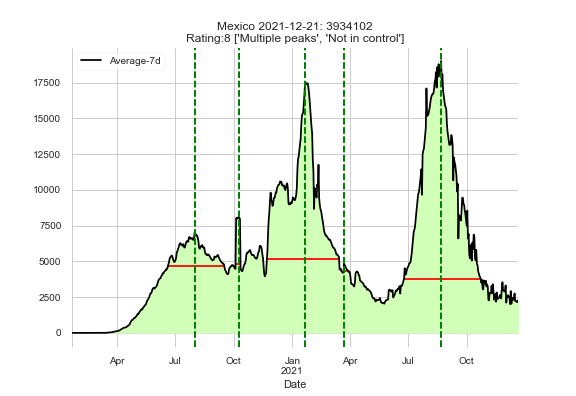 Mexico 2021-12-21: 3934102
Rating:8 ['Multiple peaks', 'Not in control']
Average-7d
17500
15000
12500
10000
7500
5000
2500
0
Apr
Jul
Oct
Jan
2021
Apr
Jul
Oct
Date